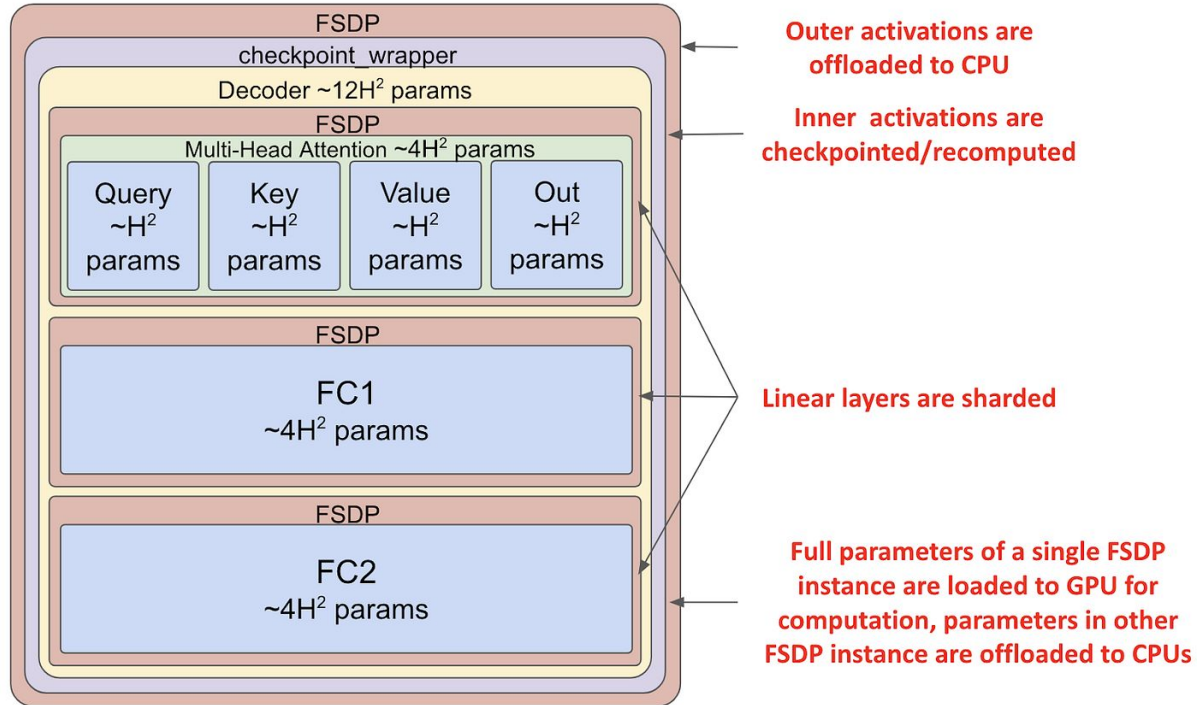 FSDP
checkpoint_wrapper
Decoder ~12H² params
FSDP
Multi-Head Attention ~4H² params
Query
~H²
params
Key
~H²
params
Value
~H²
params
Out
~H²
params
FSDP
FC1
~4H² params
FSDP
FC2
~4H² params
Outer activations are
offloaded to CPU
Inner activations are
checkpointed/recomputed
Linear layers are sharded
Full parameters of a single FSDP
instance are loaded to GPU for
computation, parameters in other
FSDP instance are offloaded to CPUs